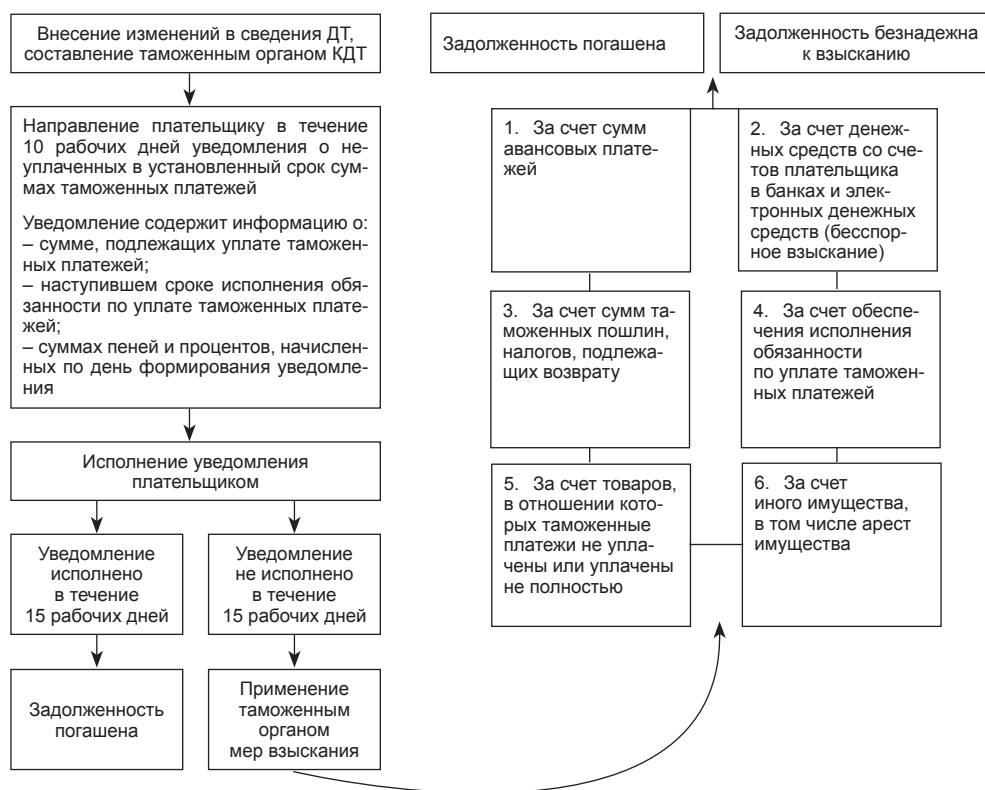 Внесение изменений в сведения ДТ,
составление таможенным органом КДТ
Направление плательщику в течение
10 рабочих дней уведомления о не-
уплаченных в установленный срок сум-
мах таможенных платежей
Уведомление содержит информацию о:
– сумме, подлежащих уплате таможен-
ных платежей;
– наступившем сроке исполнения обя-
занности по уплате таможенных плате-
жей;
– суммах пеней и процентов, начислен-
ных по день формирования уведомле-
ния
Исполнение уведомления
плательщиком
Уведомление
исполнено
в течение
15 рабочих дней
Уведомление
не исполнено
в течение
15 рабочих дней
Задолженность
погашена
Применение
таможенным
органом
мер взыскания
Задолженность погашена
Задолженность безнадежна
к взысканию
1. За счет сумм
авансовых плате-
жей
2. За счет денеж-
ных средств со сче-
тов плательщика
в банках и элек-
тронных денежных
средств (бесспор-
ное взыскание)
3. За счет сумм та-
моженных пошлин,
налогов, подлежа-
щих возврату
4. За счет обеспе-
чения исполнения
обязанности
по уплате таможен-
ных платежей
5. За счет товаров,
в отношении кото-
рых таможенные
платежи не упла-
чены или уплачены
не полностью
6. За счет
иного имущества,
в том числе арест
имущества